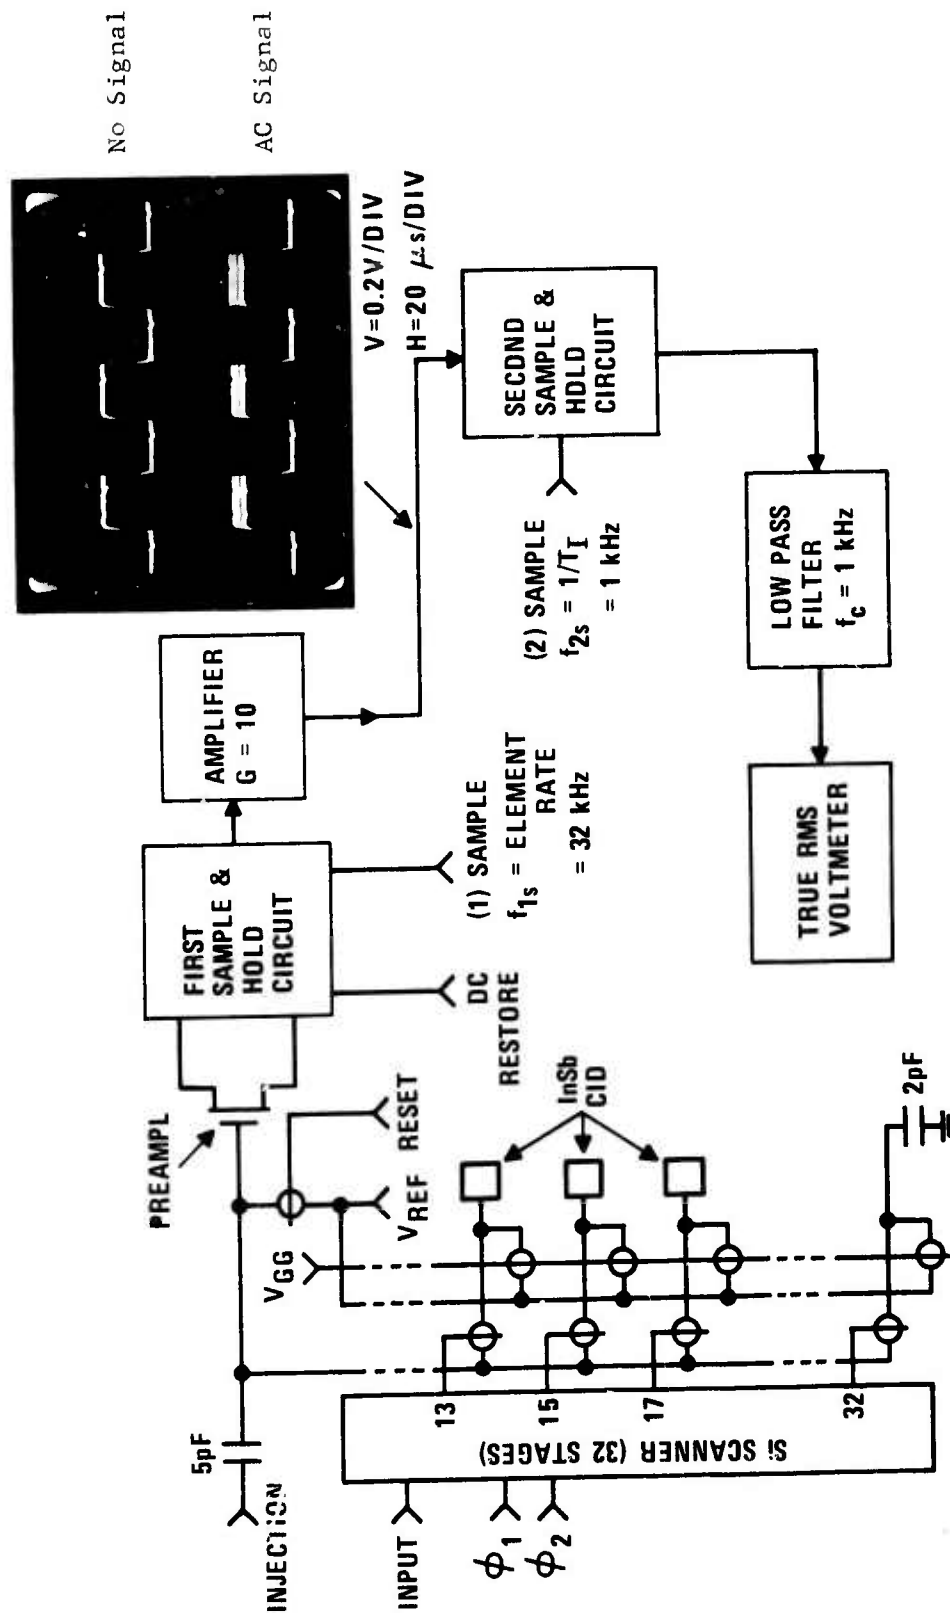 No Signal
AC Signal
V=0.2V/DIV
H=20 μs/DIV
AMPLIFIER
G = 10
FIRST
SAMPLE &
HOLD
CIRCUIT
PREAMPL
RESET
VREF
VGG
DC
RESTORE
(1) SAMPLE
f1s = ELEMENT
RATE
= 32 kHz
(2) SAMPLE
f2s = 1/TI
= 1 kHz
SECOND
SAMPLE &
HOLD
CIRCUIT
LOW PASS
FILTER
fc = 1 kHz
TRUE RMS
VOLTMETER
InSb
CID
2pF
5pF
INJECTION
INPUT
ϕ1
ϕ2
13
15
17
32
Si SCANNER (32 STAGES)